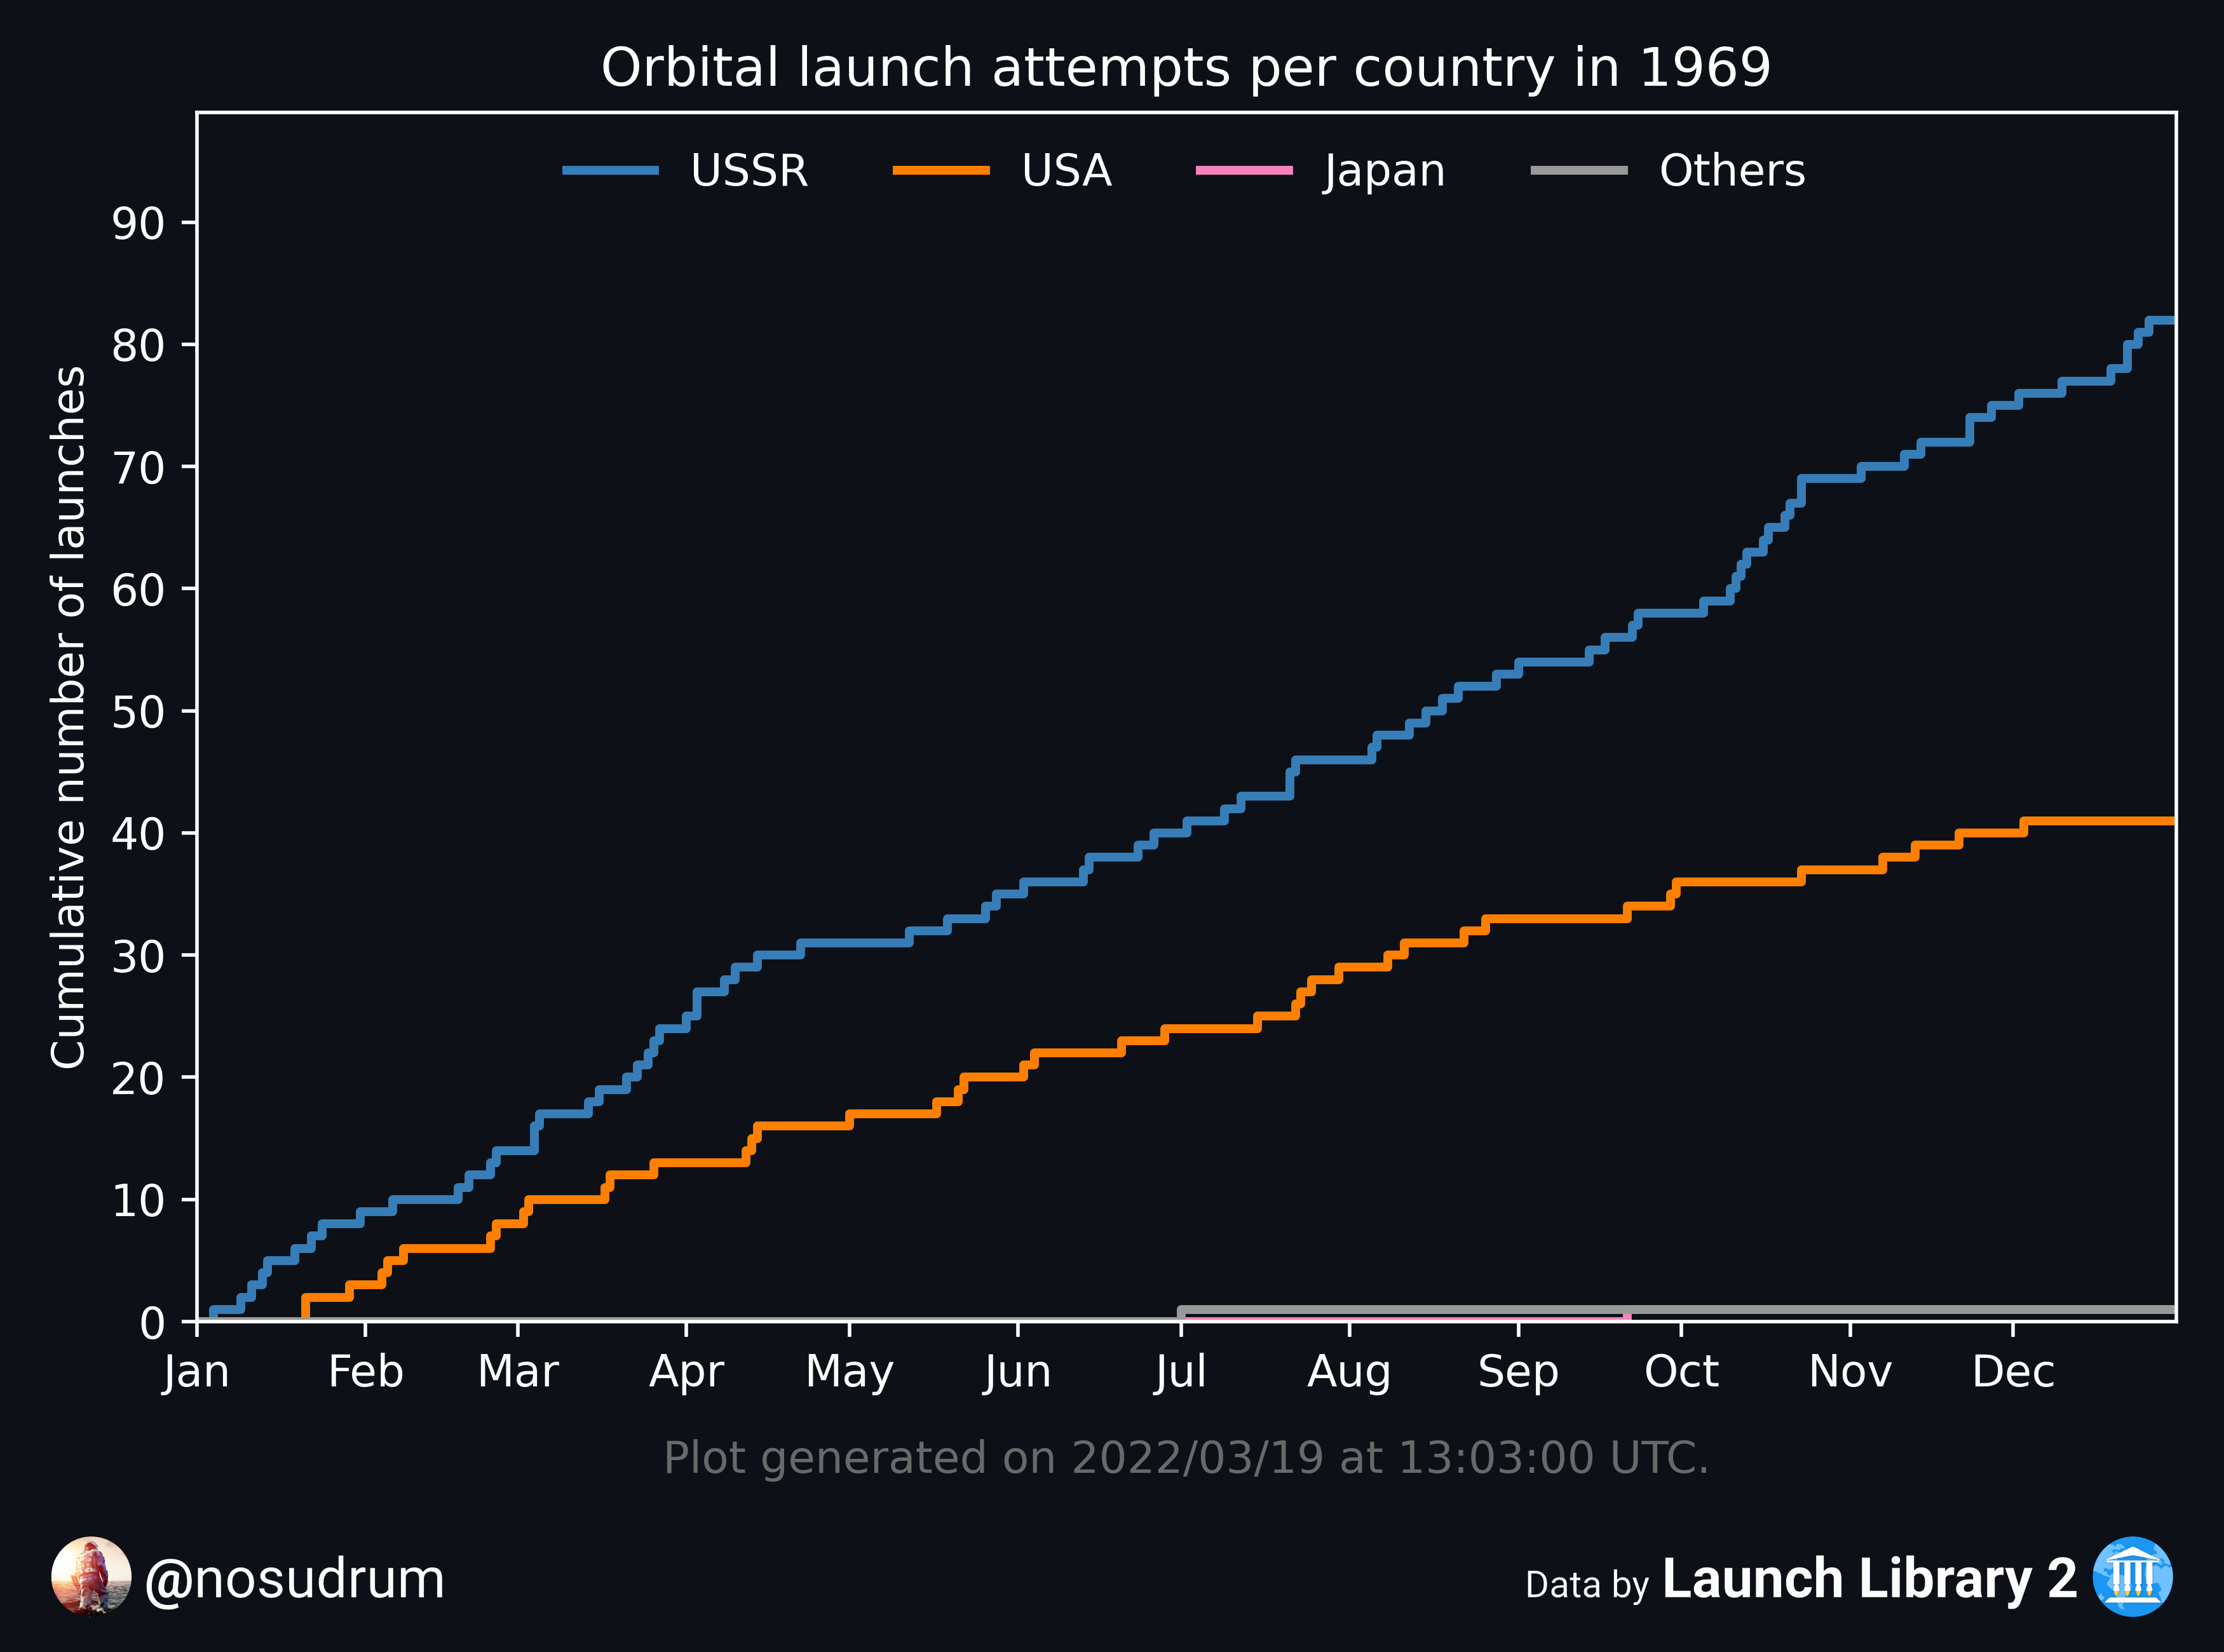 Orbital launch attempts per country in 1969
USSR USA Japan Others
Cumulative number of launches
90
80
70
60
50
40
30
20
10
0
Jan Feb Mar Apr May Jun Jul Aug Sep Oct Nov Dec
Plot generated on 2022/03/19 at 13:03:00 UTC.
@nosudrum
Data by Launch Library 2